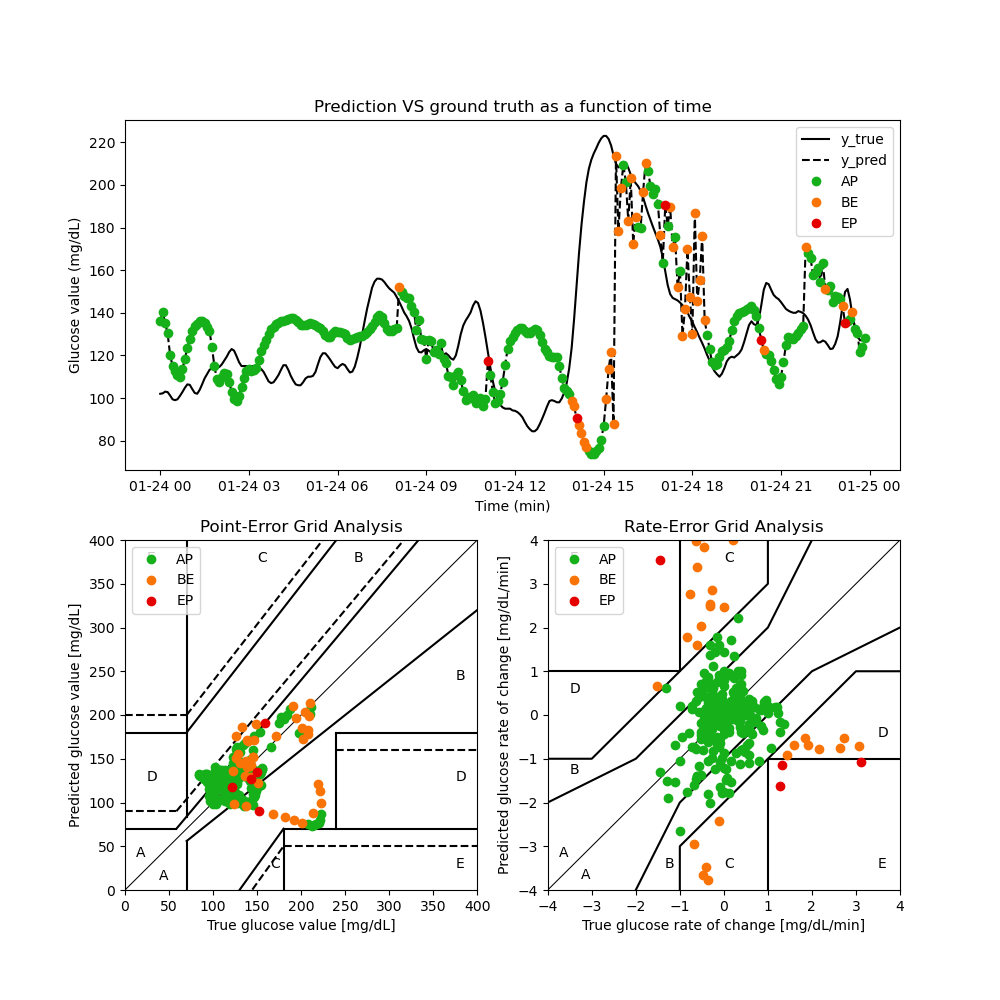 Prediction VS ground truth as a function of time
Glucose value (mg/dL)
220
200
180
160
140
120
100
80
y_true
y_pred
AP
BE
EP
01-24 00 01-24 03 01-24 06 01-24 09 01-24 12 01-24 15 01-24 18 01-24 21 01-25 00
Time (min)
Point-Error Grid Analysis
Predicted glucose value [mg/dL]
400
350
300
250
200
150
100
50
0
AP
BE
EP
C
B
B
D
D
A
A
C
E
0 50 100 150 200 250 300 350 400
True glucose value [mg/dL]
Rate-Error Grid Analysis
Predicted glucose rate of change [mg/dL/min]
4
3
2
1
0
−1
−2
−3
−4
AP
BE
EP
C
D
D
B
A
A
B
C
E
−4 −3 −2 −1 0 1 2 3 4
True glucose rate of change [mg/dL/min]